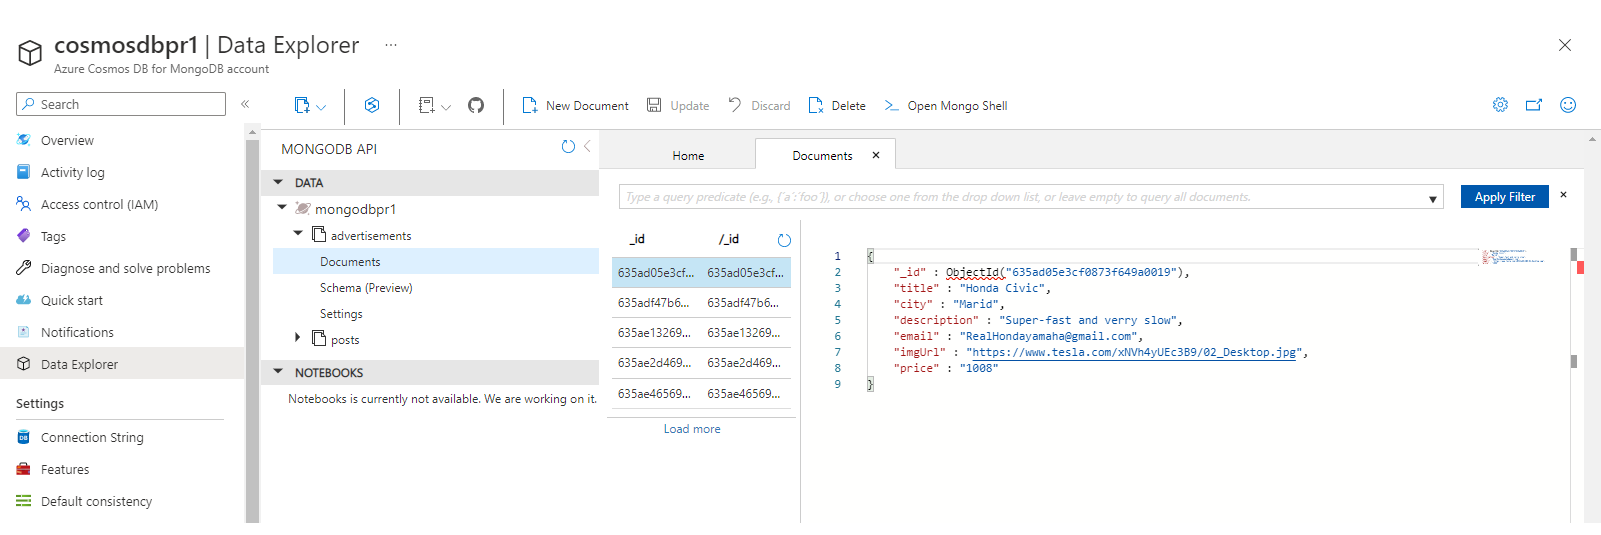 cosmosdbpr1 | Data Explorer ...
Azure Cosmos DB for MongoDB account
Search
«
Overview
Activity log
Access control (IAM)
Tags
Diagnose and solve problems
Quick start
Notifications
Data Explorer
Settings
Connection String
Features
Default consistency
New Document
Update
Discard
Delete
Open Mongo Shell
MONGODB API
DATA
mongodbpr1
advertisements
Documents
Schema (Preview)
Settings
posts
NOTEBOOKS
Notebooks is currently not available. We are working on it.
Home
Documents
Type a query predicate (e.g., {´a´:´foo´}), or choose one from the drop down list, or leave empty to query all documents.
Apply Filter
_id /_id
635ad05e3cf... 635ad05e3cf...
635adf47b6... 635adf47b6...
635ae13269... 635ae13269...
635ae2d469... 635ae2d469...
635ae46569... 635ae46569...
Load more
1 {
2 "_id" : ObjectId("635ad05e3cf0873f649a0019"),
3 "title" : "Honda Civic",
4 "city" : "Marid",
5 "description" : "Super-fast and verry slow",
6 "email" : "RealHondayamaha@gmail.com",
7 "imgUrl" : "https://www.tesla.com/xNVh4yUEc3B9/02_Desktop.jpg",
8 "price" : "1008"
9 }